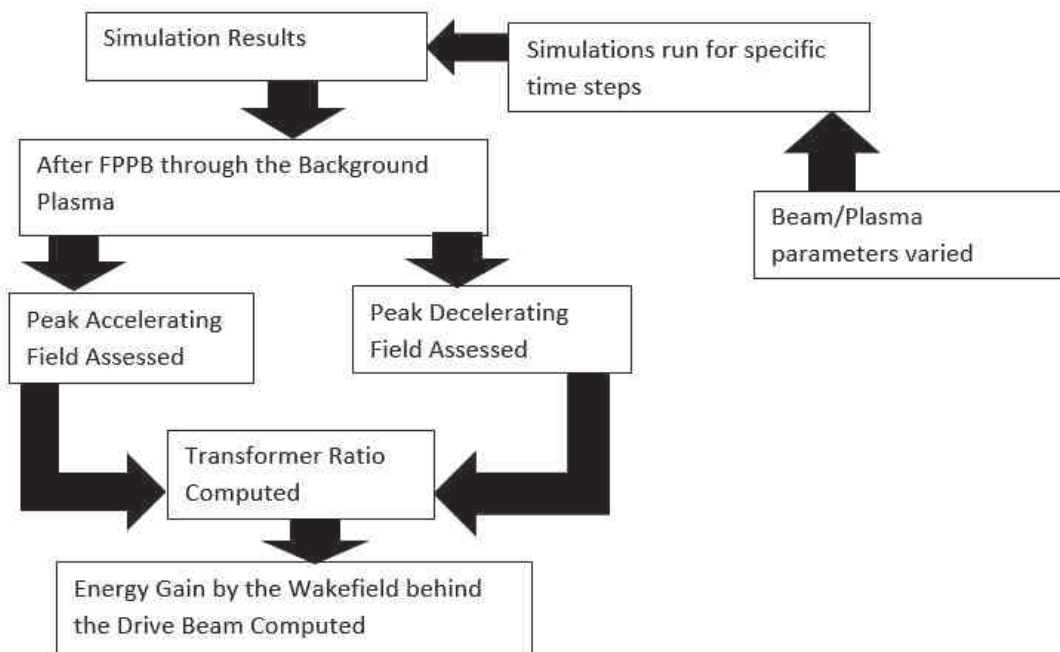 Simulation Results
Simulations run for specific
time steps
After FPPB through the Background
Plasma
Beam/Plasma
parameters varied
Peak Accelerating
Field Assessed
Peak Decelerating
Field Assessed
Transformer Ratio
Computed
Energy Gain by the Wakefield behind
the Drive Beam Computed